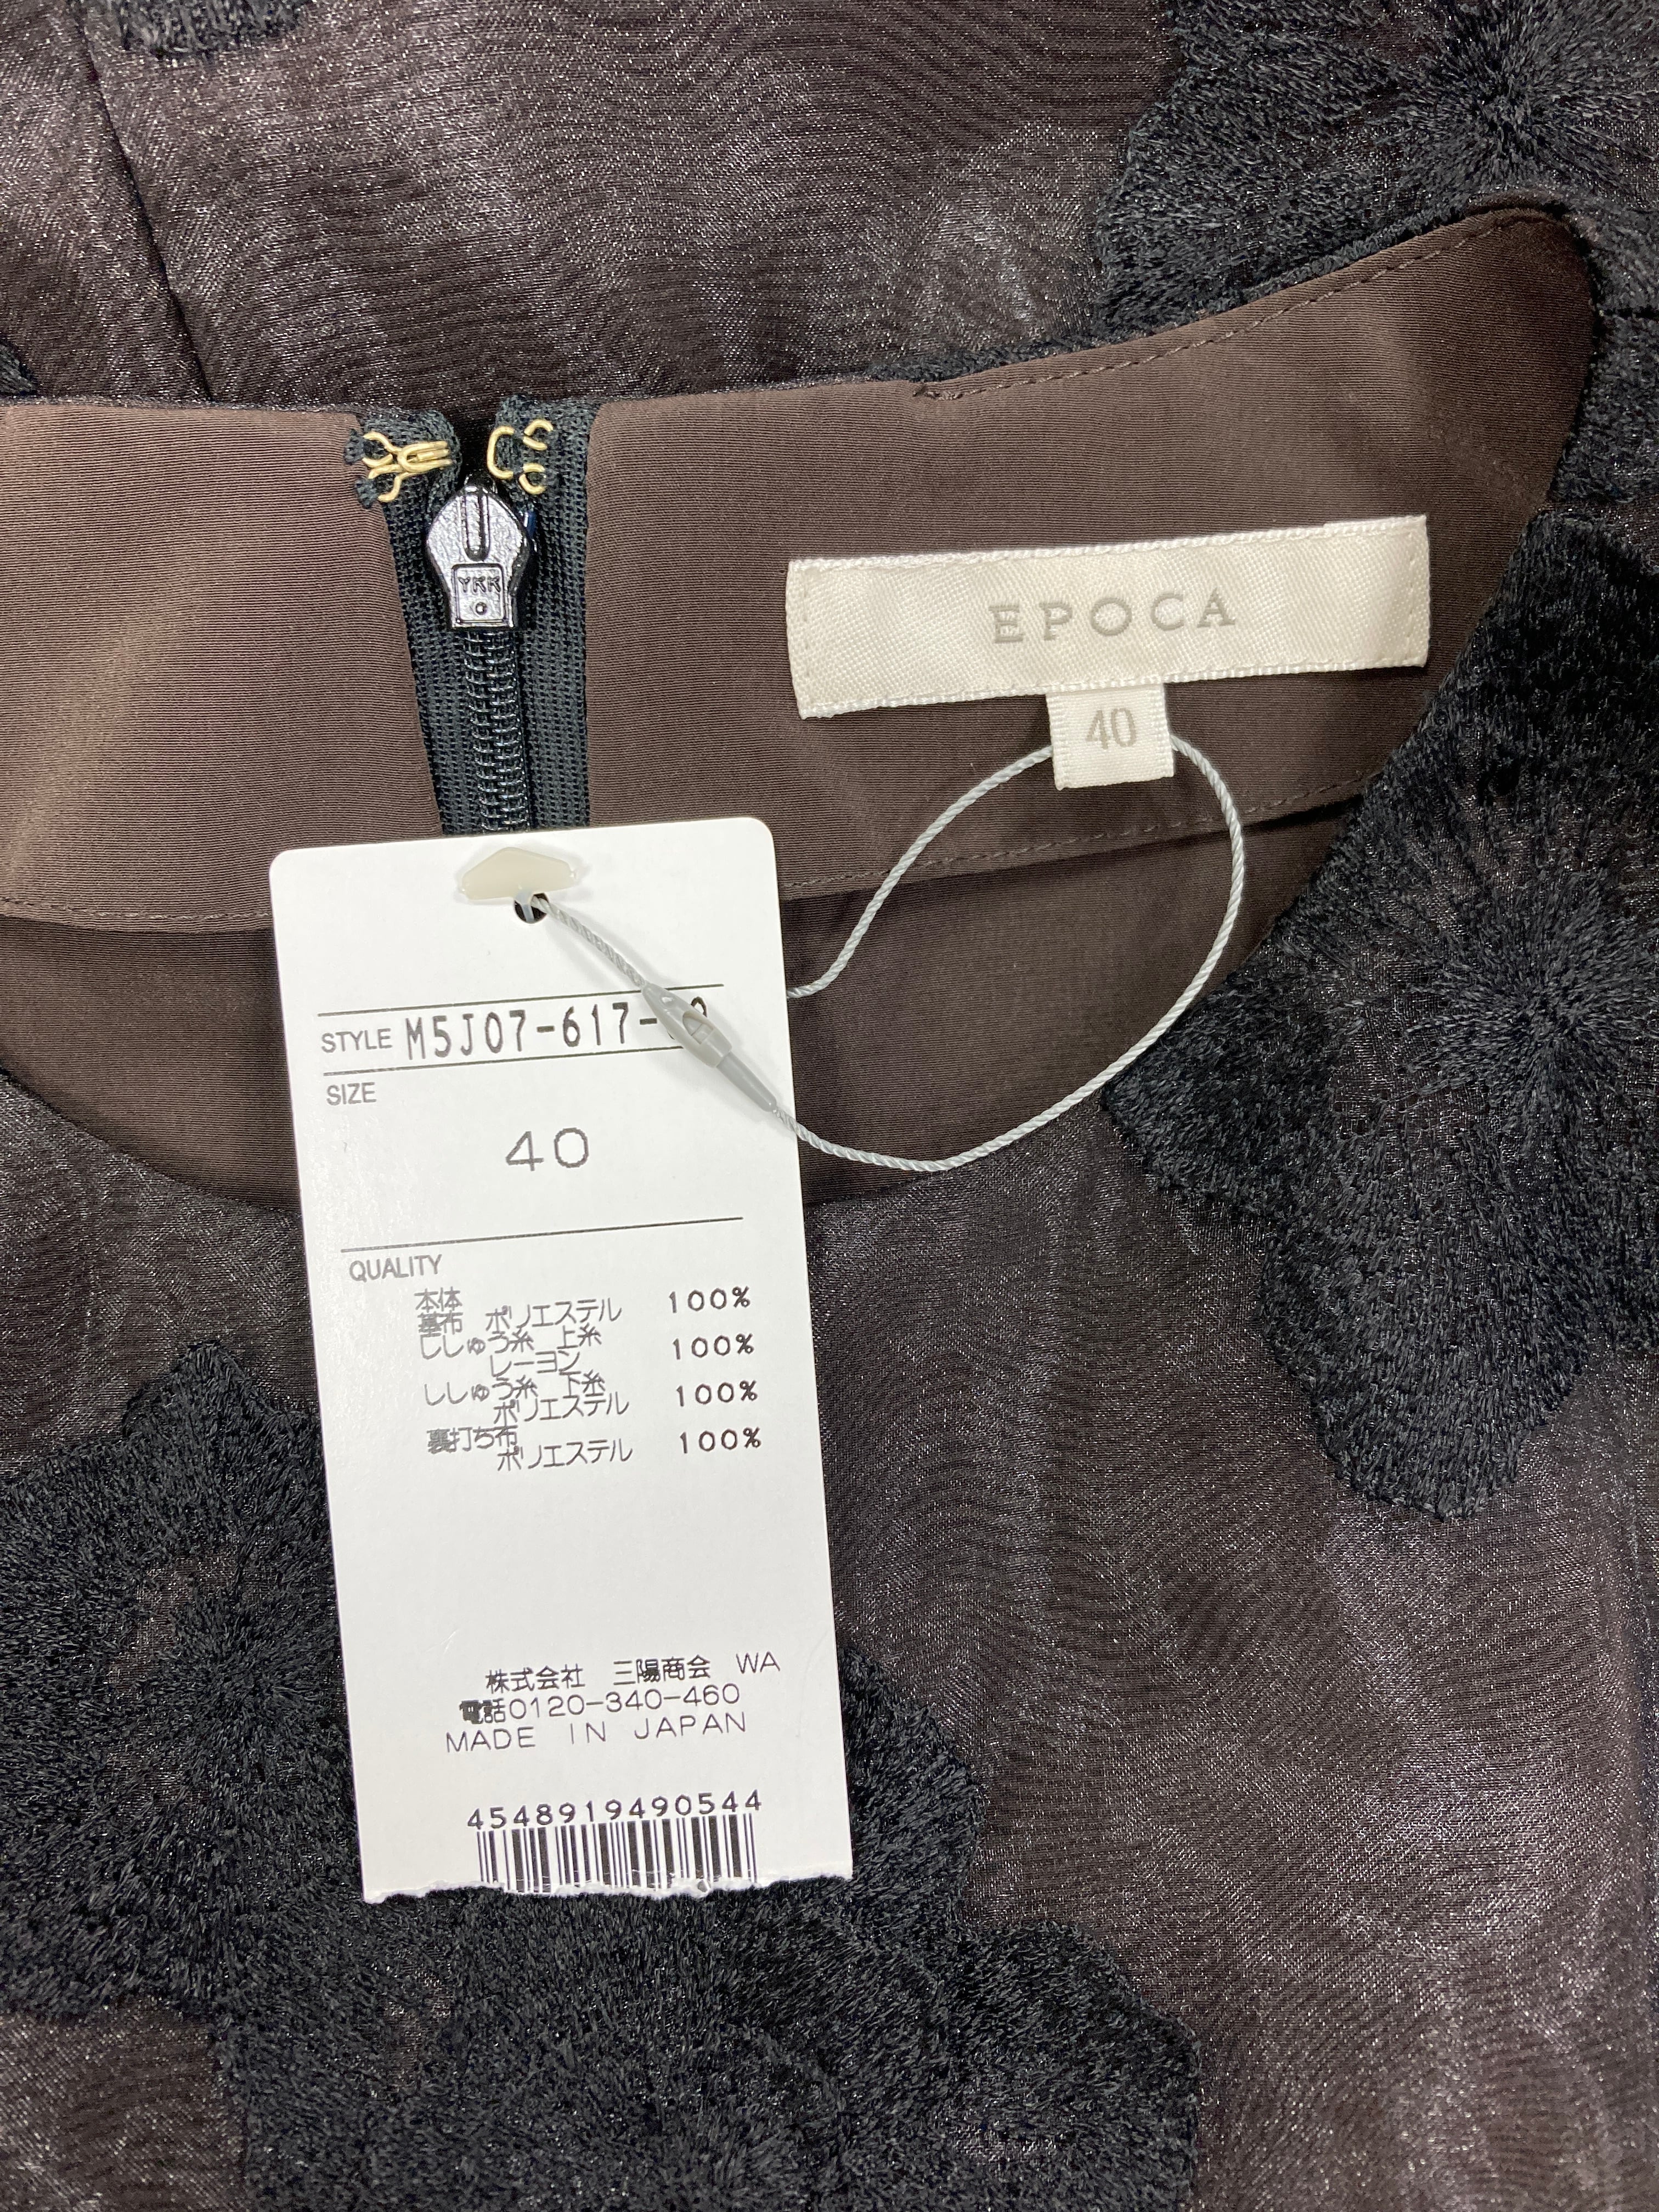 YKK
EPOCA
40
STYLE M5J07-617-
SIZE
40
QUALITY
本体
基布 ポリエステル 100%
ししゅう糸 上糸
レーヨン 100%
ししゅう糸 下糸
ポリエステル 100%
裏打ち布
ポリエステル 100%
株式会社 三陽商会 WA
電話0120-340-460
MADE IN JAPAN
4548919490544